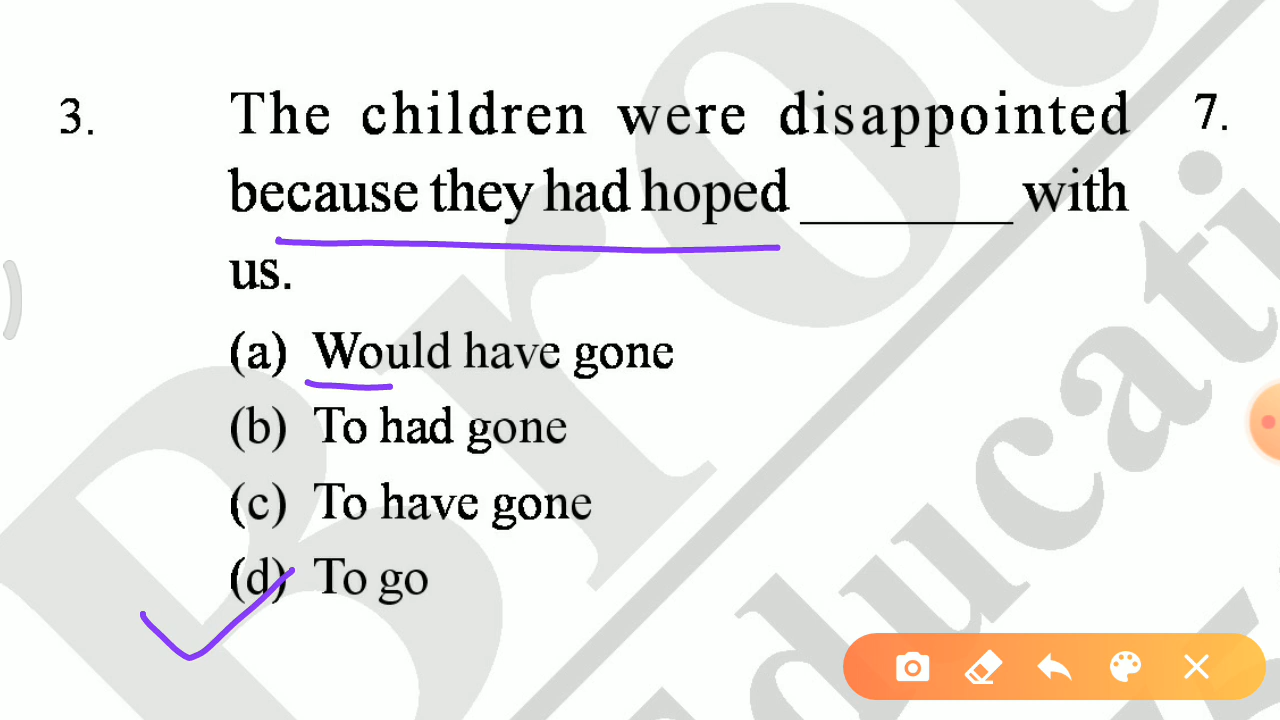 3. The children were disappointed 7.
because they had hoped ________ with
us.
(a) Would have gone
(b) To had gone
(c) To have gone
(d) To go